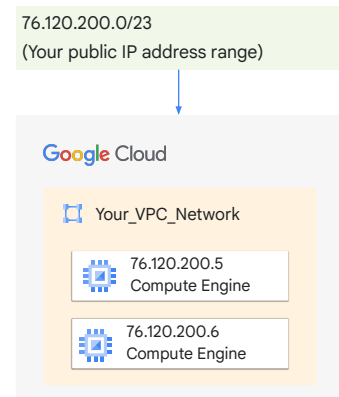 76.120.200.0/23
(Your public IP address range)
Google Cloud
Your_VPC_Network
76.120.200.5
Compute Engine
76.120.200.6
Compute Engine